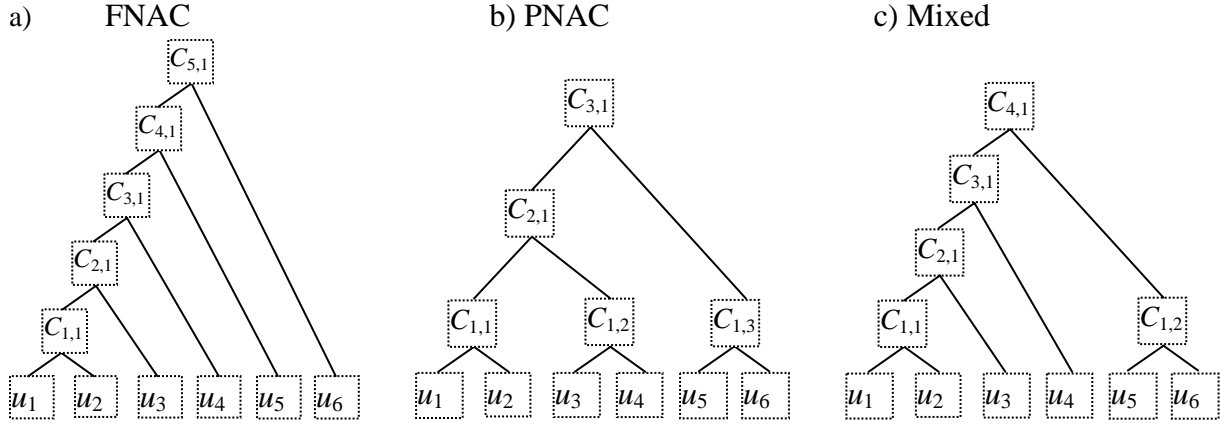 a) FNAC
C5,1
C4,1
C3,1
C2,1
C1,1
u1 u2 u3 u4 u5 u6
b) PNAC
C3,1
C2,1
C1,1 C1,2 C1,3
u1 u2 u3 u4 u5 u6
c) Mixed
C4,1
C3,1
C2,1
C1,1 C1,2
u1 u2 u3 u4 u5 u6